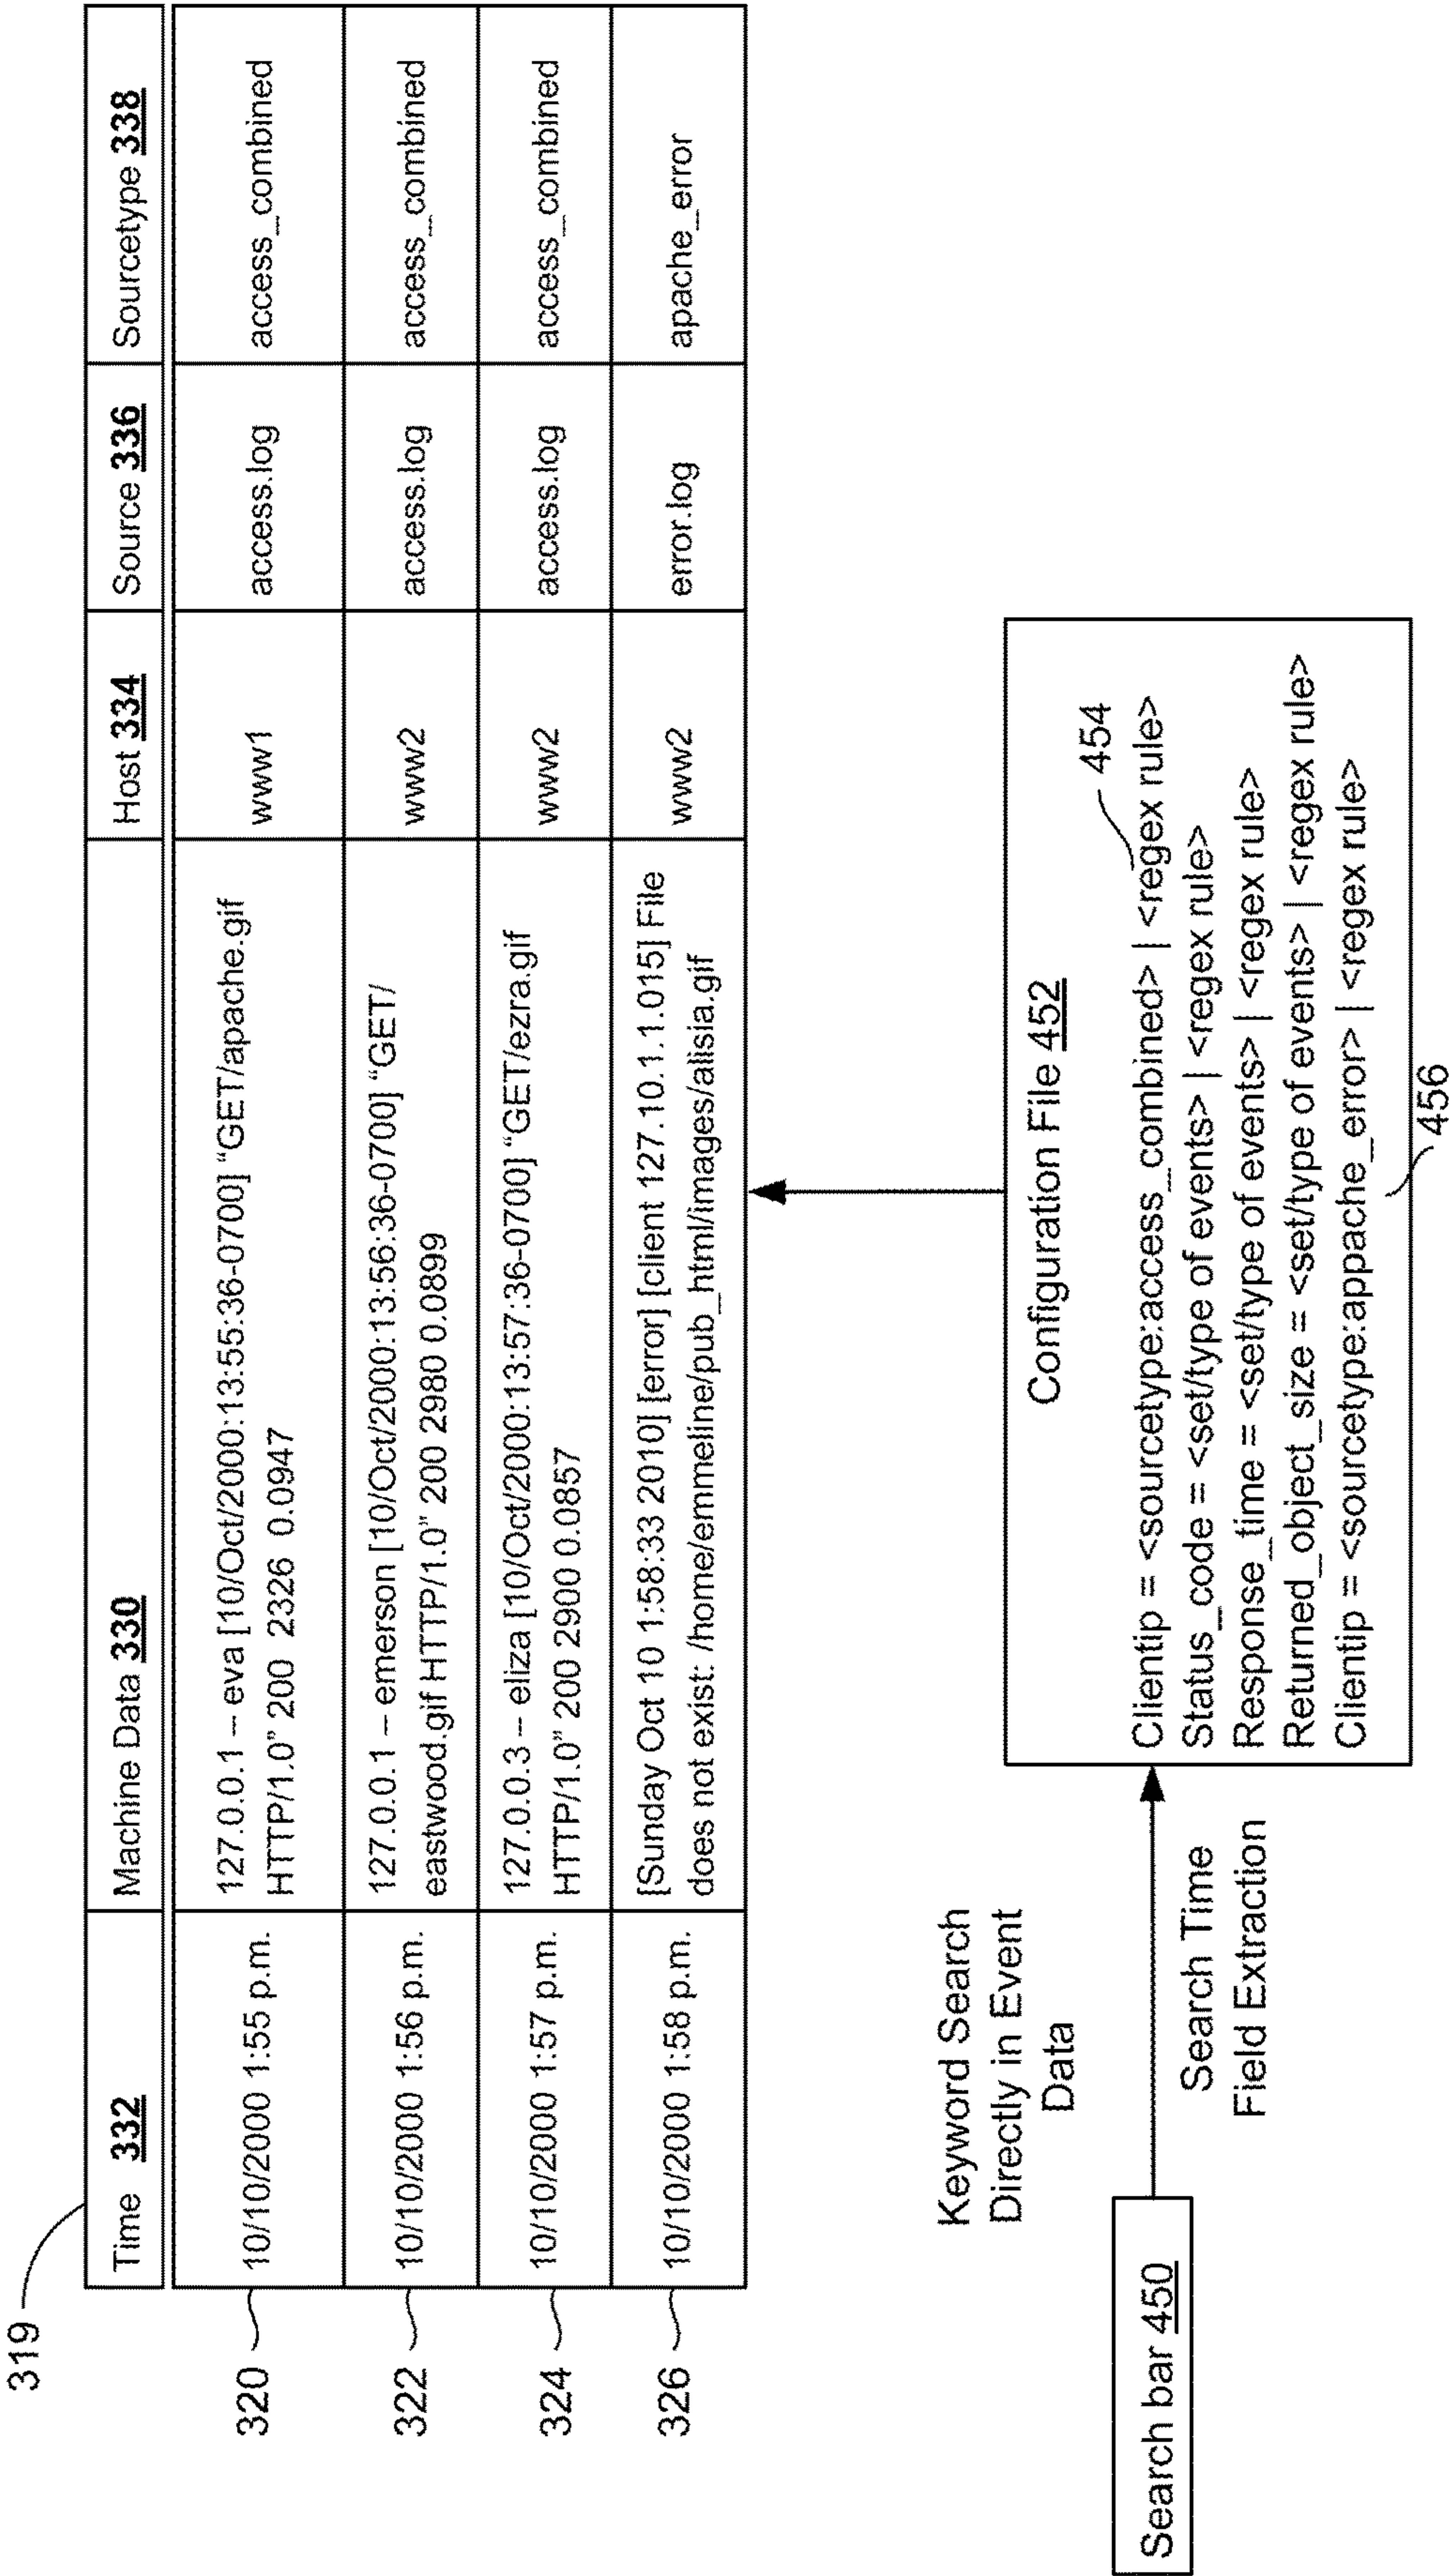 319
Time 332 Machine Data 330 Host 334 Source 336 Sourcetype 338
320 10/10/2000 1:55 p.m. 127.0.0.1 – eva [10/Oct/2000:13:55:36-0700] “GET/apache.gif www1 access.log access_combined
HTTP/1.0” 200 2326 0.0947
322 10/10/2000 1:56 p.m. 127.0.0.1 – emerson [10/Oct/2000:13:56:36-0700] “GET/ www2 access.log access_combined
eastwood.gif HTTP/1.0” 200 2980 0.0899
324 10/10/2000 1:57 p.m. 127.0.0.3 – eliza [10/Oct/2000:13:57:36-0700] “GET/ezra.gif www2 access.log access_combined
HTTP/1.0” 200 2900 0.0857
326 10/10/2000 1:58 p.m. [Sunday Oct 10 1:58:33 2010] [error] [client 127.10.1.1.015] File www2 error.log apache_error
does not exist: /home/emmeline/pub_html/images/alisia.gif
Keyword Search
Directly in Event
Data
Search bar 450
Search Time
Field Extraction
Configuration File 452
454
Clientip = <sourcetype:access_combined> | <regex rule>
Status_code = <set/type of events> | <regex rule>
Response_time = <set/type of events> | <regex rule>
Returned_object_size = <set/type of events> | <regex rule>
Clientip = <sourcetype:appache_error> | <regex rule>
456